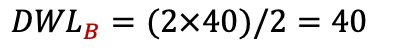 DWL_B = (2×40)/2 = 40